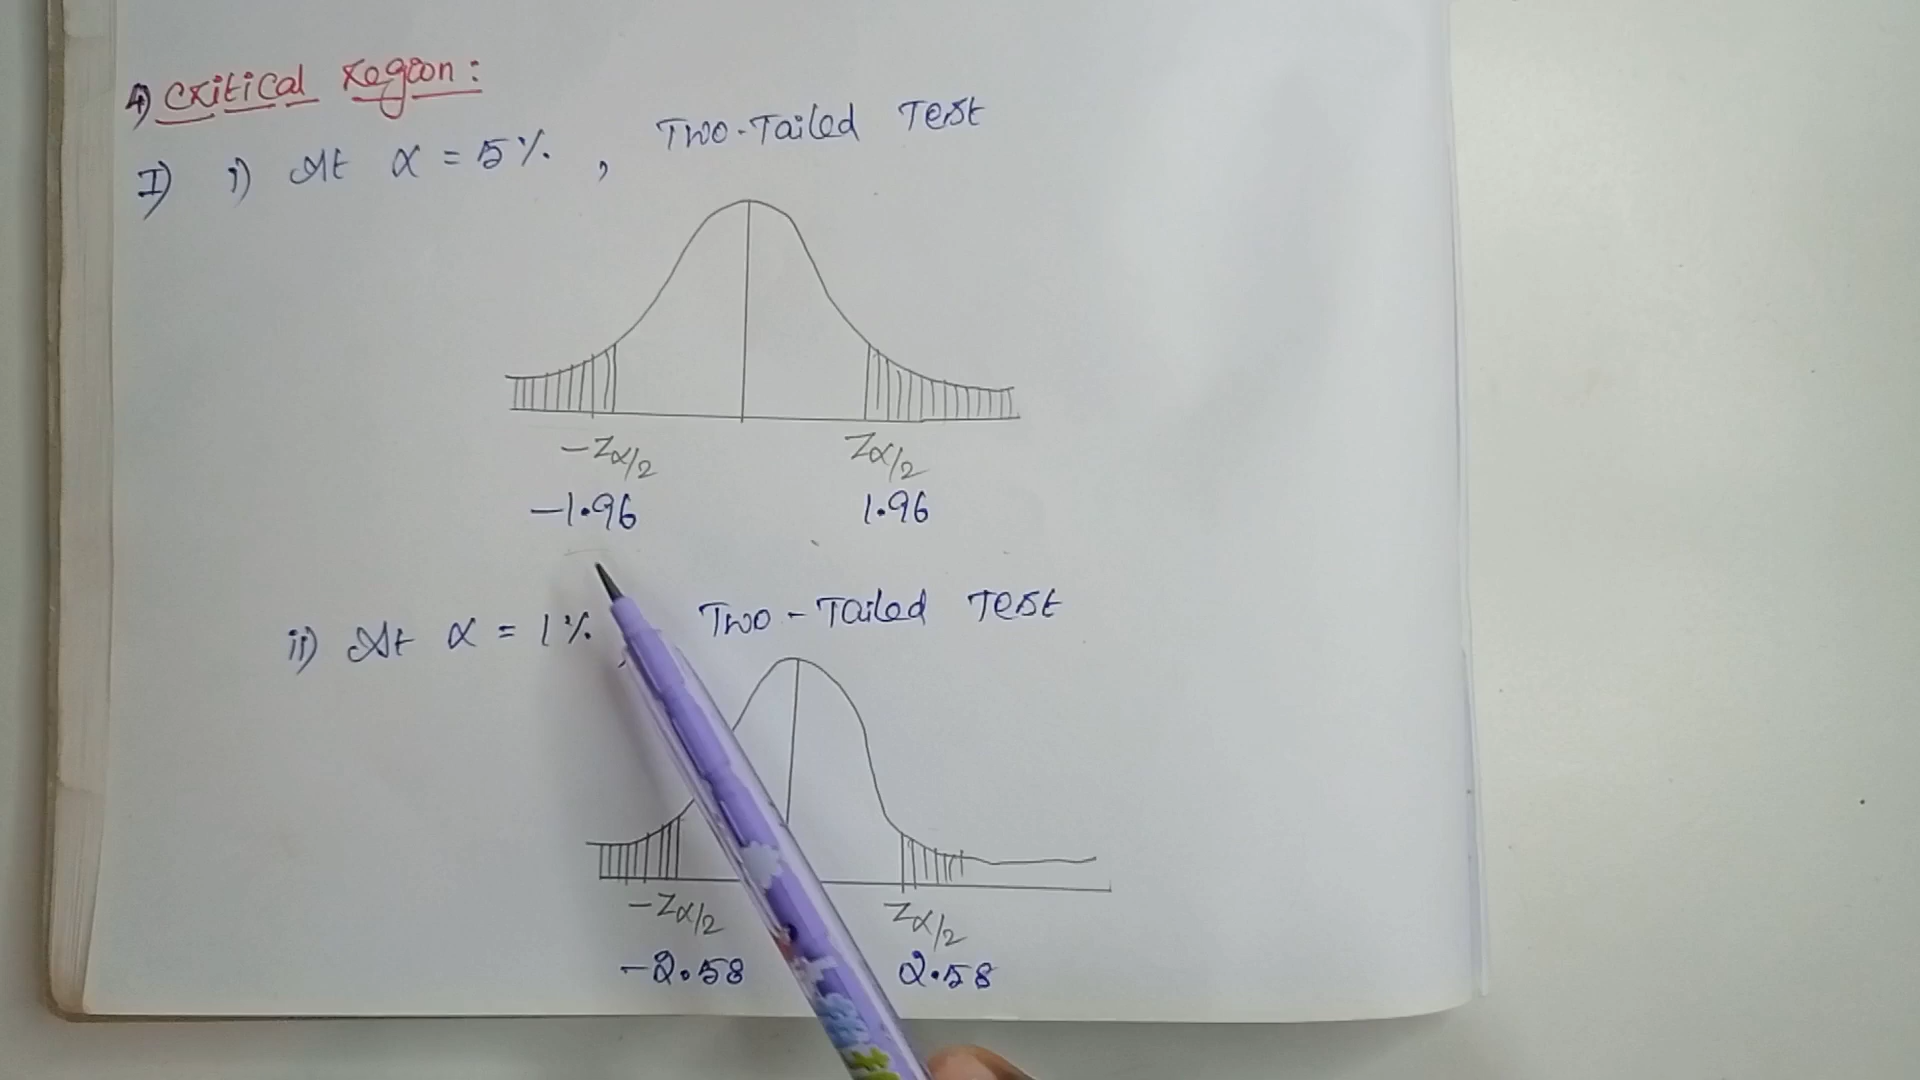 4) Critical region:
I) i) At α = 5%, Two-Tailed Test
-Zα/2 Zα/2
-1.96 1.96
ii) At α = 1%, Two-Tailed Test
-Zα/2 Zα/2
-2.58 2.58